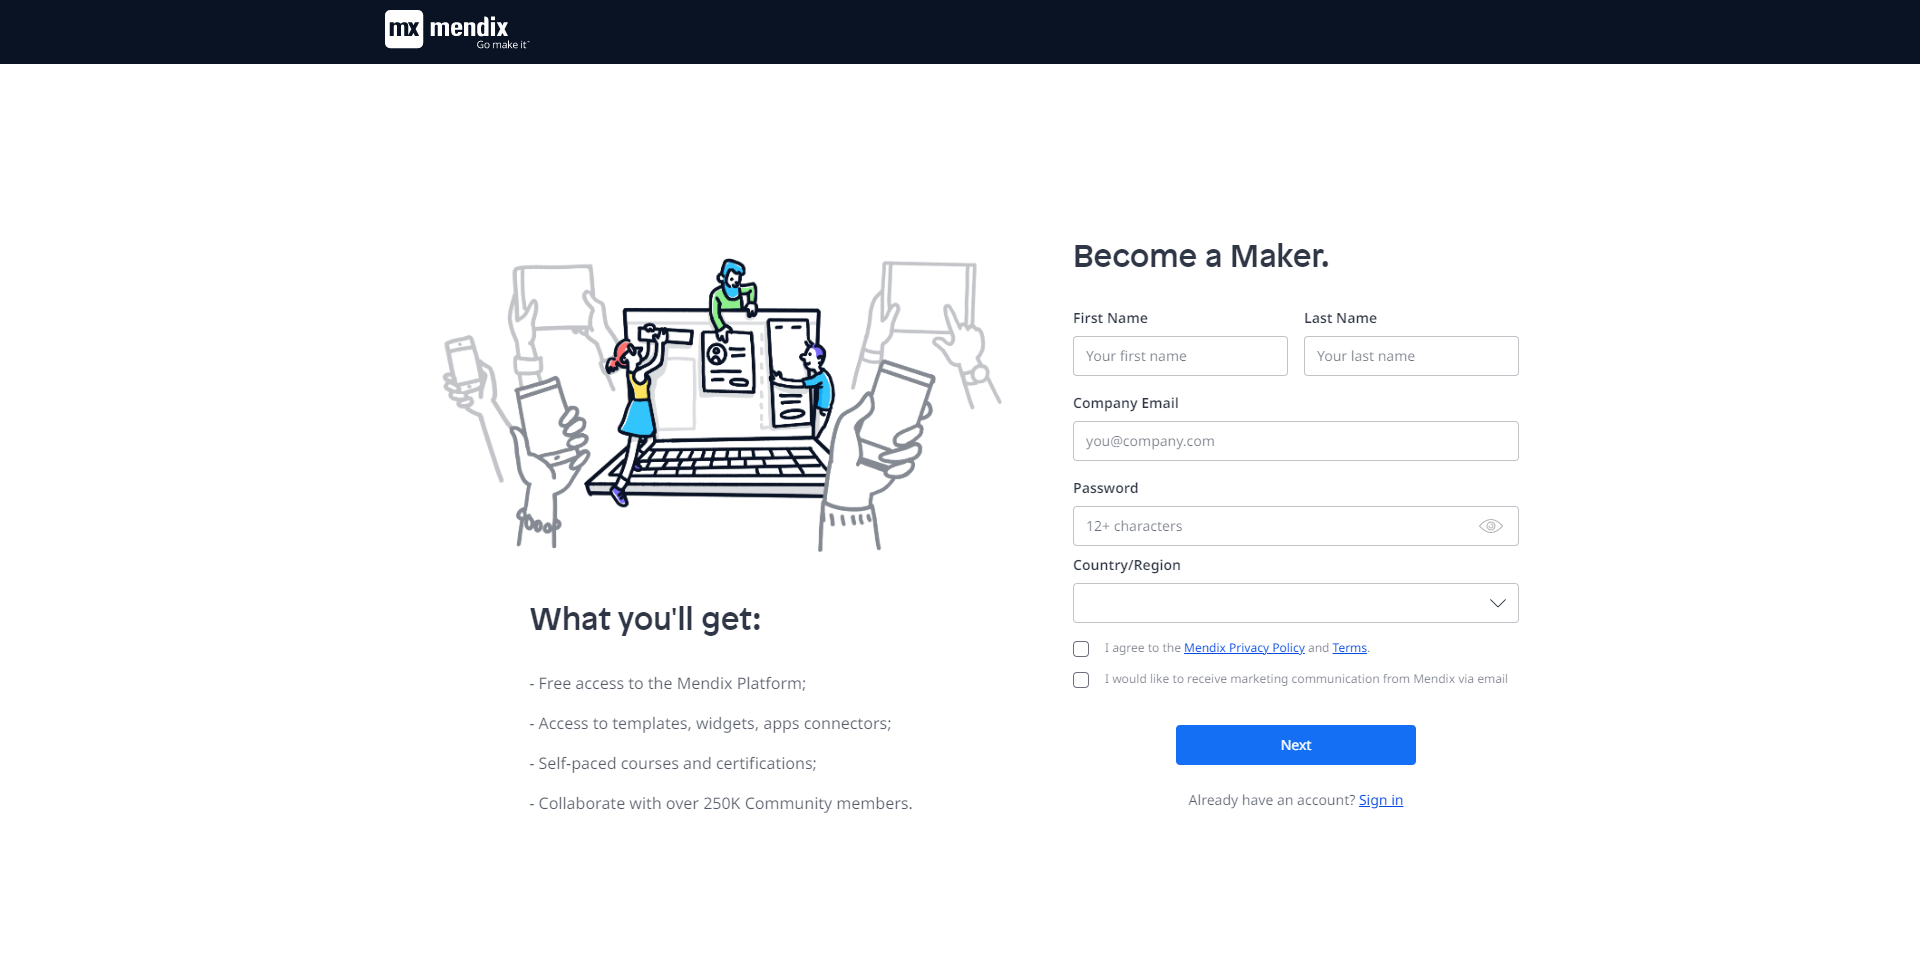 mx mendix
Go make it
Become a Maker.
First Name
Last Name
Your first name
Your last name
Company Email
you@company.com
Password
12+ characters
Country/Region
I agree to the Mendix Privacy Policy and Terms.
I would like to receive marketing communication from Mendix via email
Next
Already have an account? Sign in
What you'll get:
- Free access to the Mendix Platform;
- Access to templates, widgets, apps connectors;
- Self-paced courses and certifications;
- Collaborate with over 250K Community members.